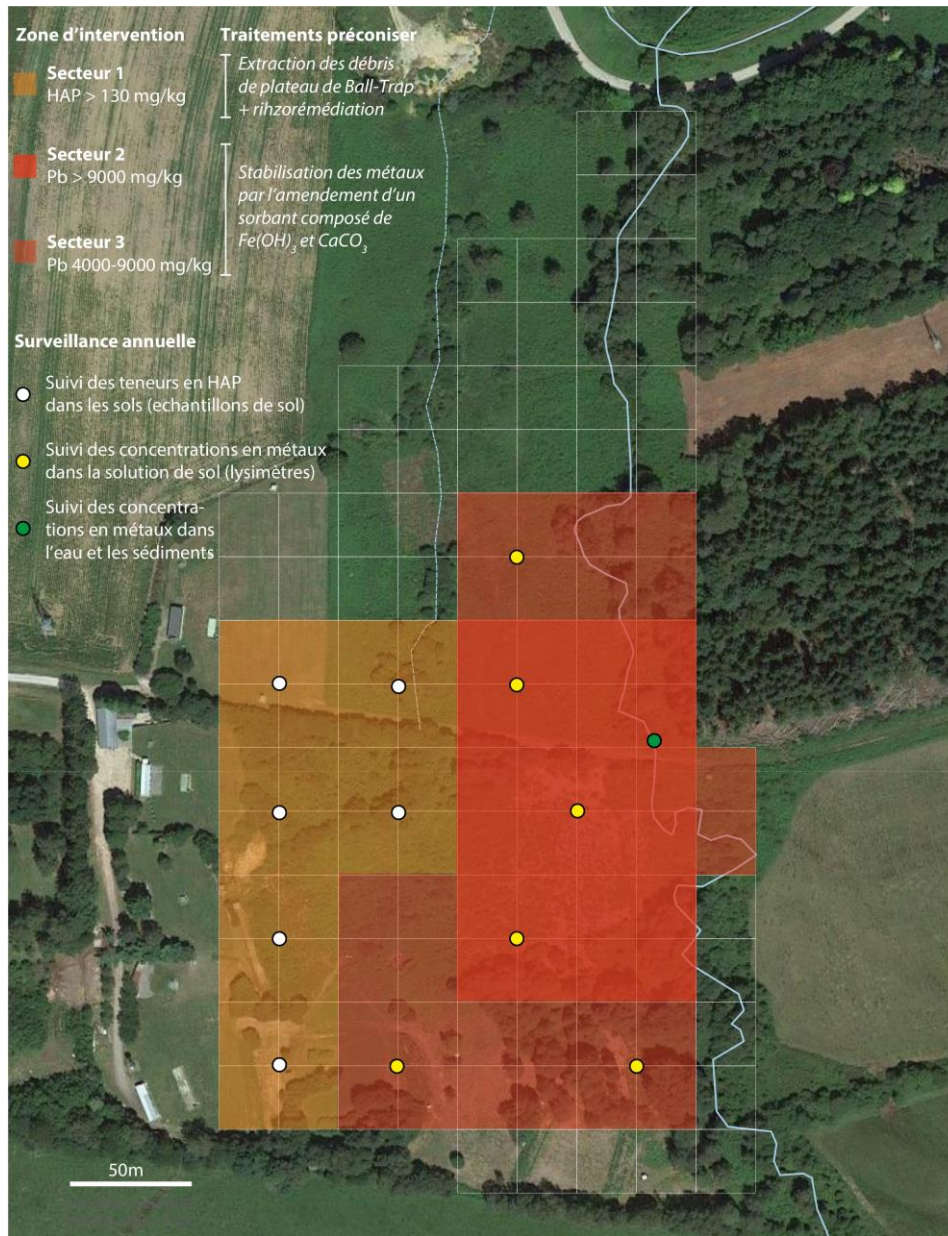 Zone d'intervention
Secteur 1
HAP > 130 mg/kg
Secteur 2
Pb > 9000 mg/kg
Secteur 3
Pb 4000-9000 mg/kg
Traitements préconiser
Extraction des débris
de plateau de Ball-Trap
+ rihzorémédiation
Stabilisation des métaux
par l'amendement d'un
sorbant composé de
Fe(OH)₃ et CaCO₃
Surveillance annuelle
Suivi des teneurs en HAP
dans les sols (echantillons de sol)
Suivi des concentrations en métaux
dans la solution de sol (lysimètres)
Suivi des concentra-
tions en métaux dans
l'eau et les sédiments
50m